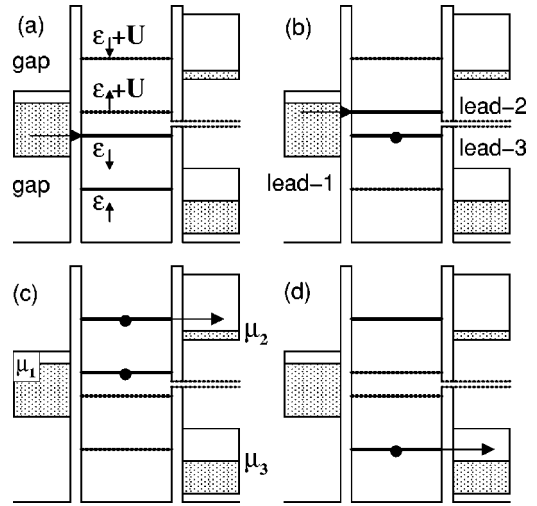 (a)
ε↓+U
gap
ε↑+U
ε↓
gap
ε↑
(b)
lead-2
lead-3
lead-1
(c)
μ1
μ2
μ3
(d)